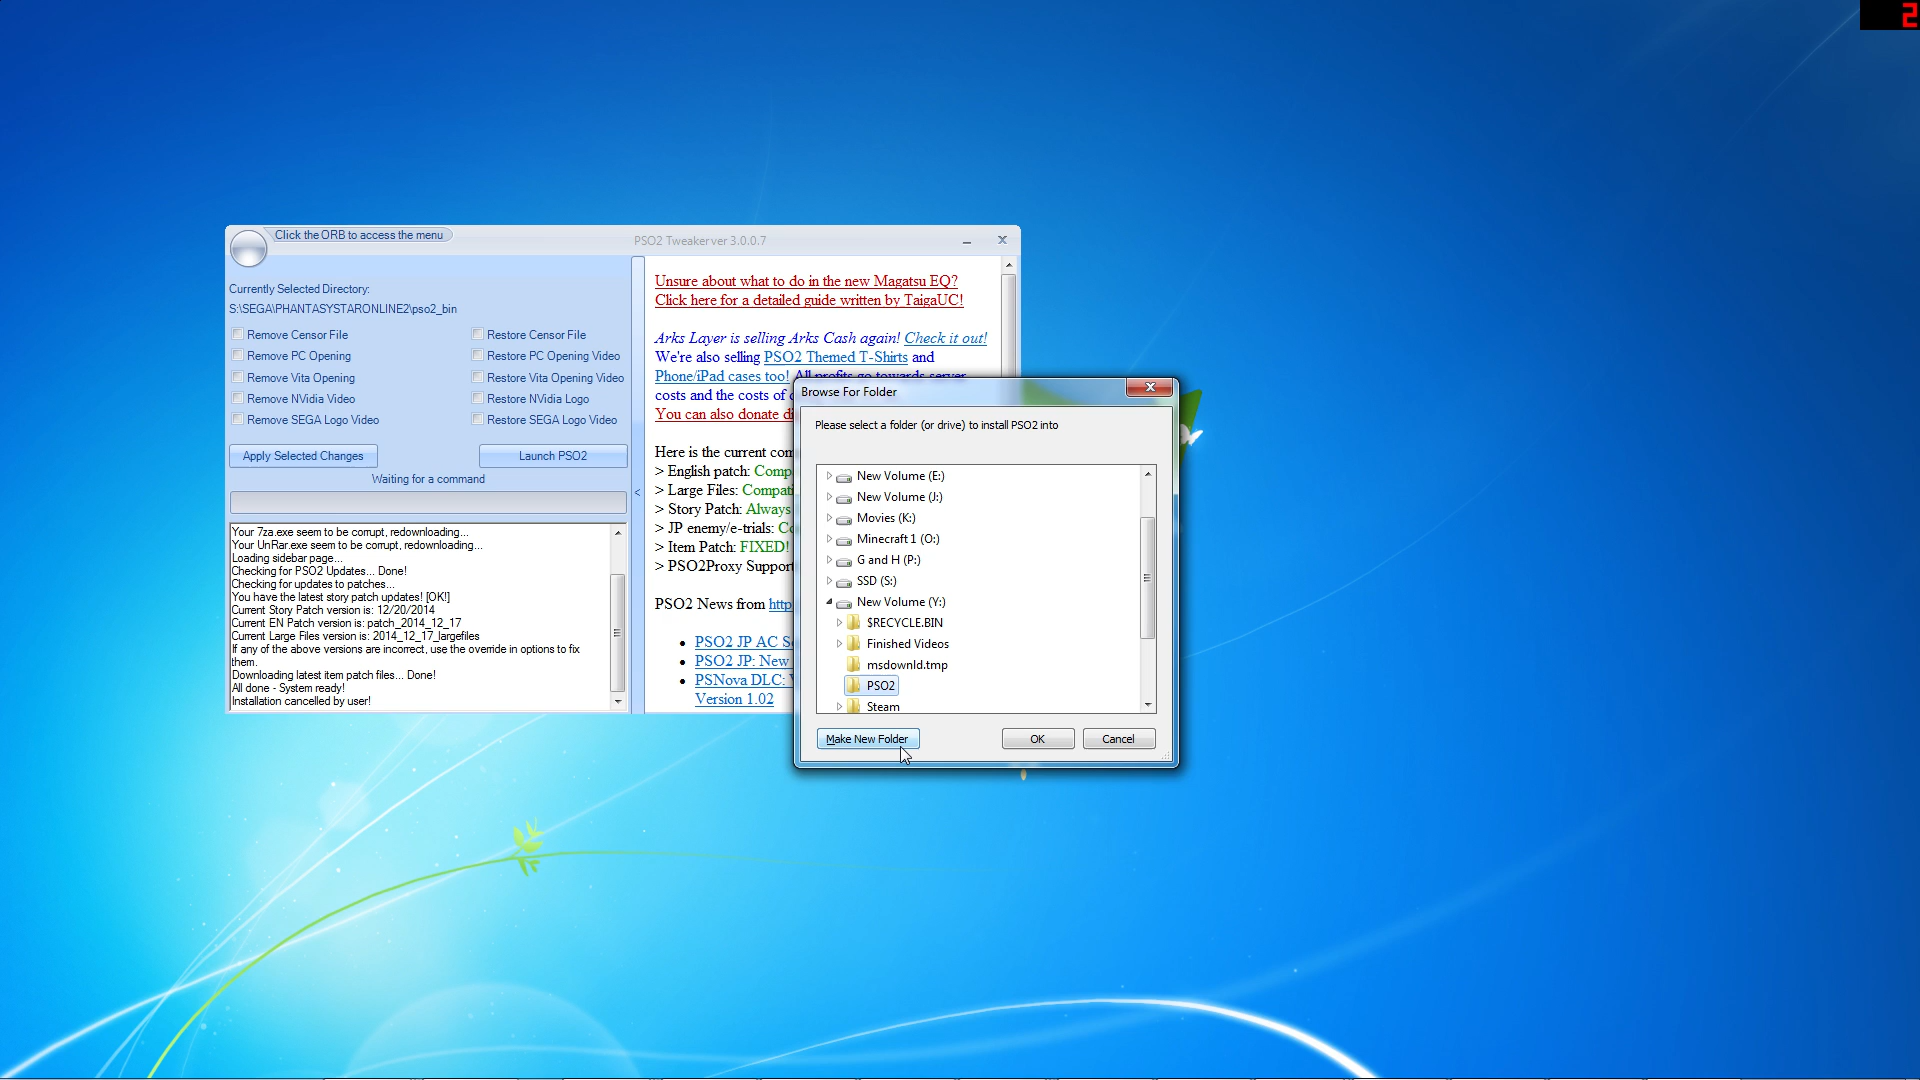 2
Click the ORB to access the menu
PSO2 Tweaker ver 3.0.0.7
Currently Selected Directory:
S:\SEGA\PHANTASYSTARONLINE2\pso2_bin
Remove Censor File
Restore Censor File
Remove PC Opening
Restore PC Opening Video
Remove Vita Opening
Restore Vita Opening Video
Remove NVidia Video
Restore NVidia Logo
Remove SEGA Logo Video
Restore SEGA Logo Video
Apply Selected Changes
Launch PSO2
Waiting for a command
<
Your 7za.exe seem to be corrupt, redownloading...
Your UnRar.exe seem to be corrupt, redownloading...
Loading sidebar page...
Checking for PSO2 Updates... Done!
Checking for updates to patches...
You have the latest story patch updates! [OK!]
Current Story Patch version is: 12/20/2014
Current EN Patch version is: patch_2014_12_17
Current Large Files version is: 2014_12_17_largefiles
If any of the above versions are incorrect, use the override in options to fix
them.
Downloading latest item patch files... Done!
All done - System ready!
Installation cancelled by user!
Unsure about what to do in the new Magatsu EQ?
Click here for a detailed guide written by TaigaUC!
Arks Layer is selling Arks Cash again! Check it out!
We're also selling PSO2 Themed T-Shirts and
Phone/iPad cases too! All profits go towards server
costs and the costs of
You can also donate di
Here is the current com
> English patch: Comp
> Large Files: Compati
> Story Patch: Always
> JP enemy/e-trials: Co
> Item Patch: FIXED!
> PSO2Proxy Support
PSO2 News from http
• PSO2 JP AC Sc
• PSO2 JP: New
• PSNova DLC: V
Version 1.02
Browse For Folder
Please select a folder (or drive) to install PSO2 into
New Volume (E:)
New Volume (J:)
Movies (K:)
Minecraft 1 (O:)
G and H (P:)
SSD (S:)
New Volume (Y:)
$RECYCLE.BIN
Finished Videos
msdownld.tmp
PSO2
Steam
Make New Folder
OK
Cancel